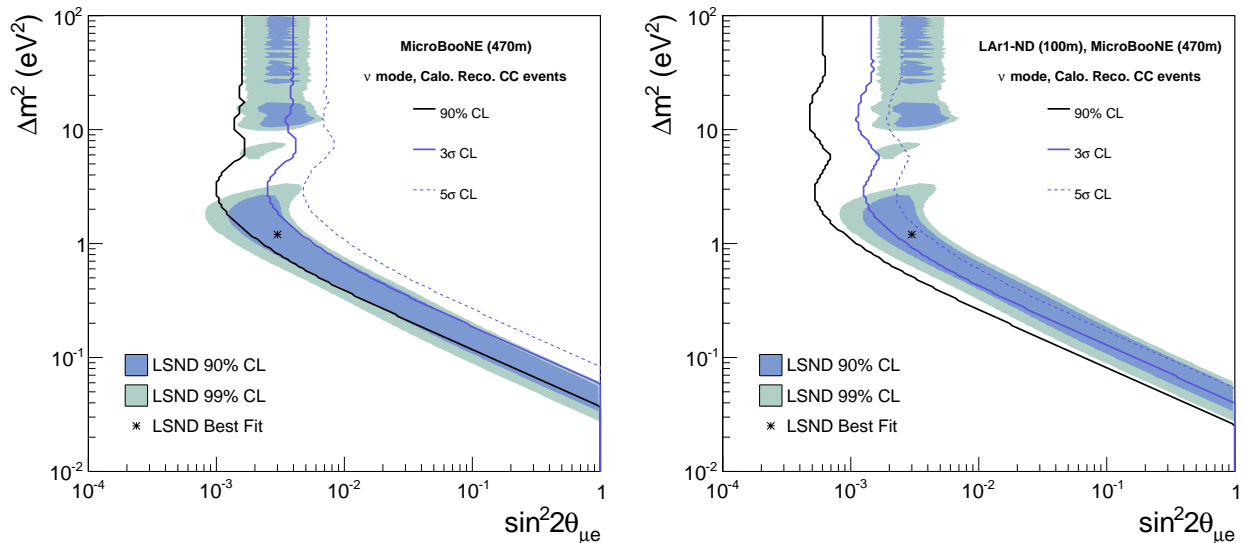 Δm² (eV²)
10²
10
1
10⁻¹
10⁻²
MicroBooNE (470m)
ν mode, Calo. Reco. CC events
90% CL
3σ CL
5σ CL
LSND 90% CL
LSND 99% CL
LSND Best Fit
10⁻⁴
10⁻³
10⁻²
10⁻¹
1
sin²2θμe
Δm² (eV²)
10²
10
1
10⁻¹
10⁻²
LAr1-ND (100m), MicroBooNE (470m)
ν mode, Calo. Reco. CC events
90% CL
3σ CL
5σ CL
LSND 90% CL
LSND 99% CL
LSND Best Fit
10⁻⁴
10⁻³
10⁻²
10⁻¹
1
sin²2θμe